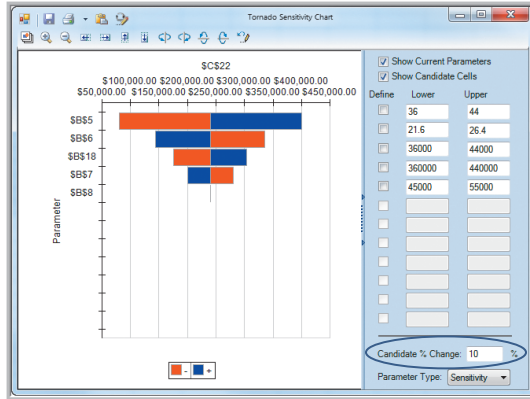 Tornado Sensitivity Chart
$C$22
$100,000.00 $200,000.00 $300,000.00 $400,000.00
$50,000.00 $150,000.00 $250,000.00 $350,000.00 $450,000.00
$B$5
$B$6
$B$18
$B$7
$B$8
Parameter
- +
Show Current Parameters
Show Candidate Cells
Define Lower Upper
36 44
21.6 26.4
36000 44000
360000 440000
45000 55000
Candidate % Change: 10 %
Parameter Type: Sensitivity